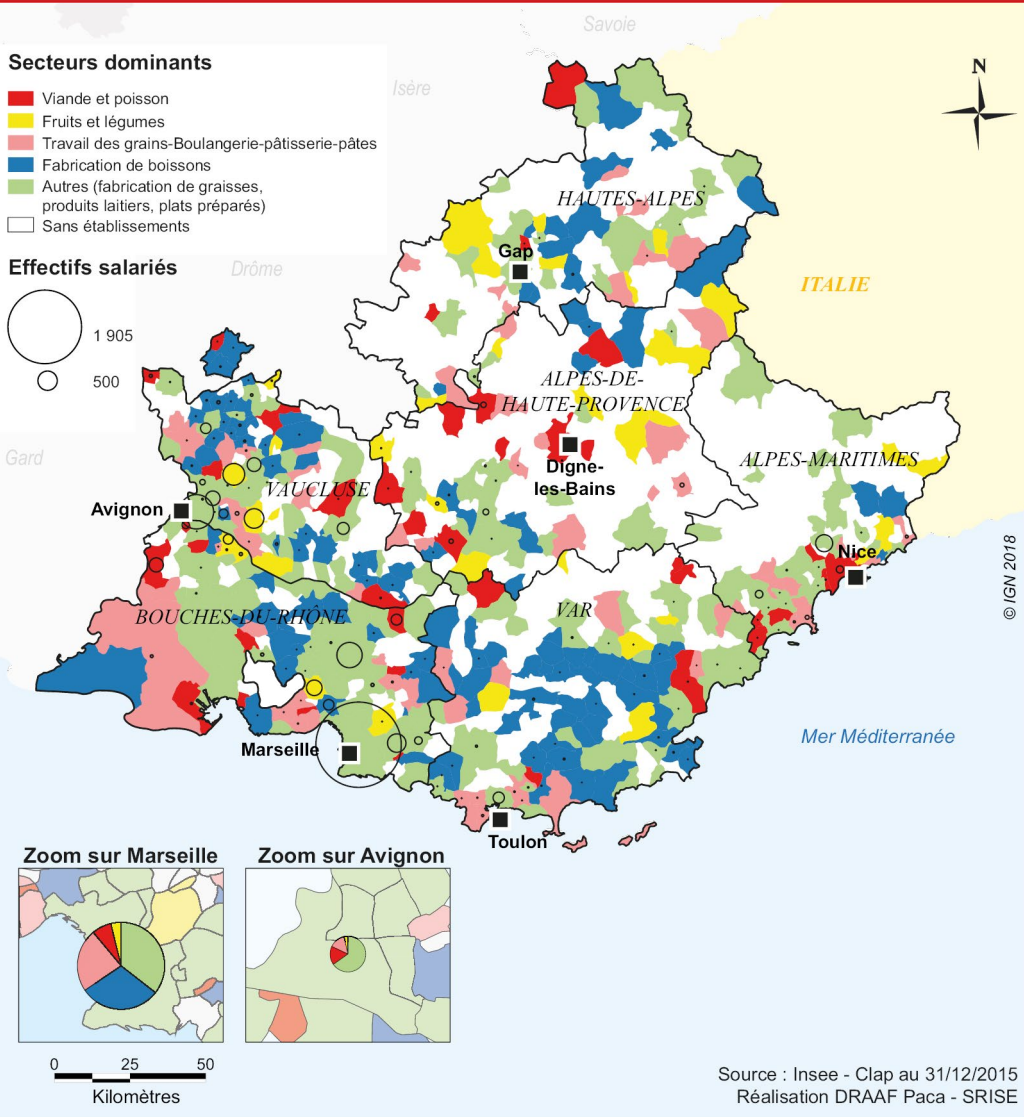 Savoie
Secteurs dominants
Viande et poisson
Fruits et légumes
Travail des grains-Boulangerie-pâtisserie-pâtes
Fabrication de boissons
Autres (fabrication de graisses,
produits laitiers, plats préparés)
Sans établissements
Isère
N
HAUTES-ALPES
Gap
Effectifs salariés
Drôme
ITALIE
1 905
500
ALPES-DE-
HAUTE-PROVENCE
Gard
Digne-
les-Bains
ALPES-MARITIMES
VAUCLUSE
Avignon
Nice
© IGN 2018
BOUCHES-DU-RHÔNE
VAR
Mer Méditerranée
Marseille
Toulon
Zoom sur Marseille
Zoom sur Avignon
0 25 50
Kilomètres
Source : Insee - Clap au 31/12/2015
Réalisation DRAAF Paca - SRISE